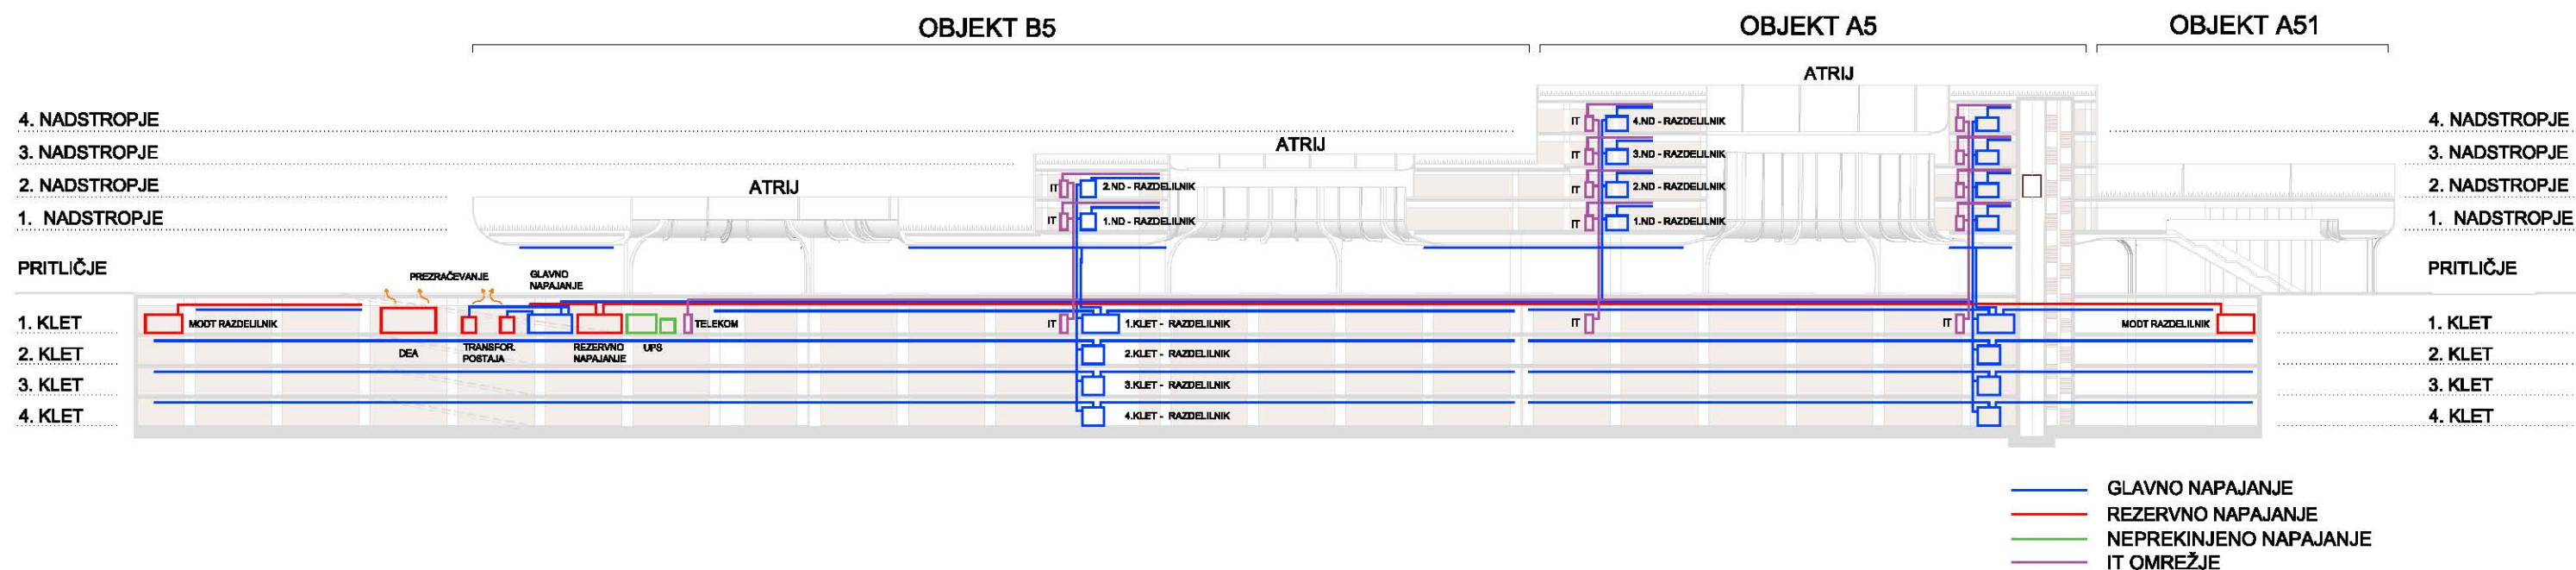 OBJEKT B5
OBJEKT A5
OBJEKT A51
ATRIJ
ATRIJ
ATRIJ
4. NADSTROPJE
3. NADSTROPJE
2. NADSTROPJE
1. NADSTROPJE
PRITLIČJE
1. KLET
2. KLET
3. KLET
4. KLET
IT 4.ND - RAZDELILNIK
IT 3.ND - RAZDELILNIK
IT 2.ND - RAZDELILNIK
IT 1.ND - RAZDELILNIK
IT 2.ND - RAZDELILNIK
IT 1.ND - RAZDELILNIK
PREZRAČEVANJE
GLAVNO
NAPAJANJE
MODT RAZDELILNIK
DEA
TRANSFOR.
POSTAJA
REZERVNO
NAPAJANJE
UPS
TELEKOM
IT
1.KLET - RAZDELILNIK
2.KLET - RAZDELILNIK
3.KLET - RAZDELILNIK
4.KLET - RAZDELILNIK
IT
IT
MODT RAZDELILNIK
4. NADSTROPJE
3. NADSTROPJE
2. NADSTROPJE
1. NADSTROPJE
PRITLIČJE
1. KLET
2. KLET
3. KLET
4. KLET
GLAVNO NAPAJANJE
REZERVNO NAPAJANJE
NEPREKINJENO NAPAJANJE
IT OMREŽJE